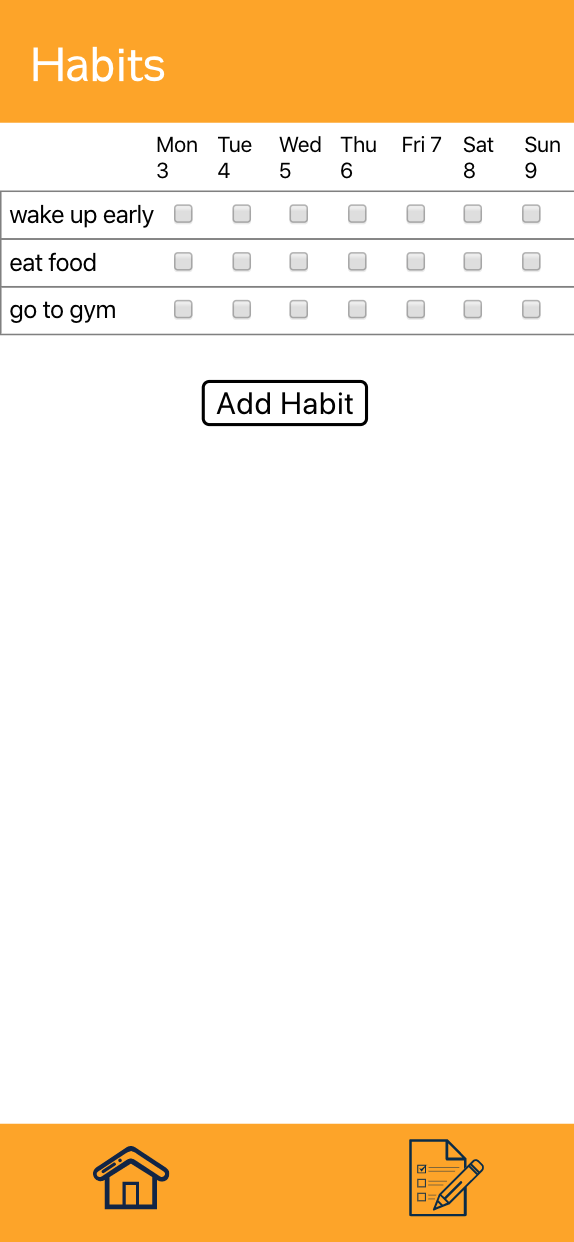 Habits
Mon Tue Wed Thu Fri 7 Sat Sun
3 4 5 6 8 9
wake up early
eat food
go to gym
Add Habit